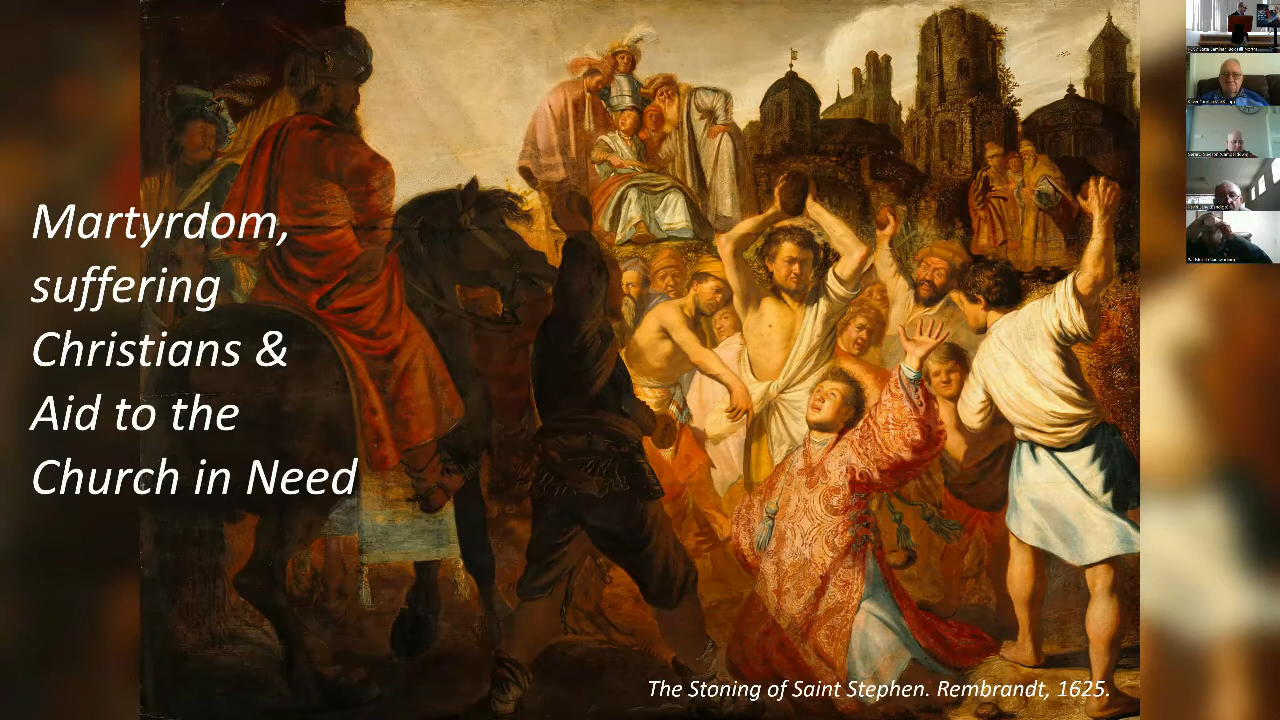 Martyrdom,
suffering
Christians &
Aid to the
Church in Need
The Stoning of Saint Stephen. Rembrandt, 1625.